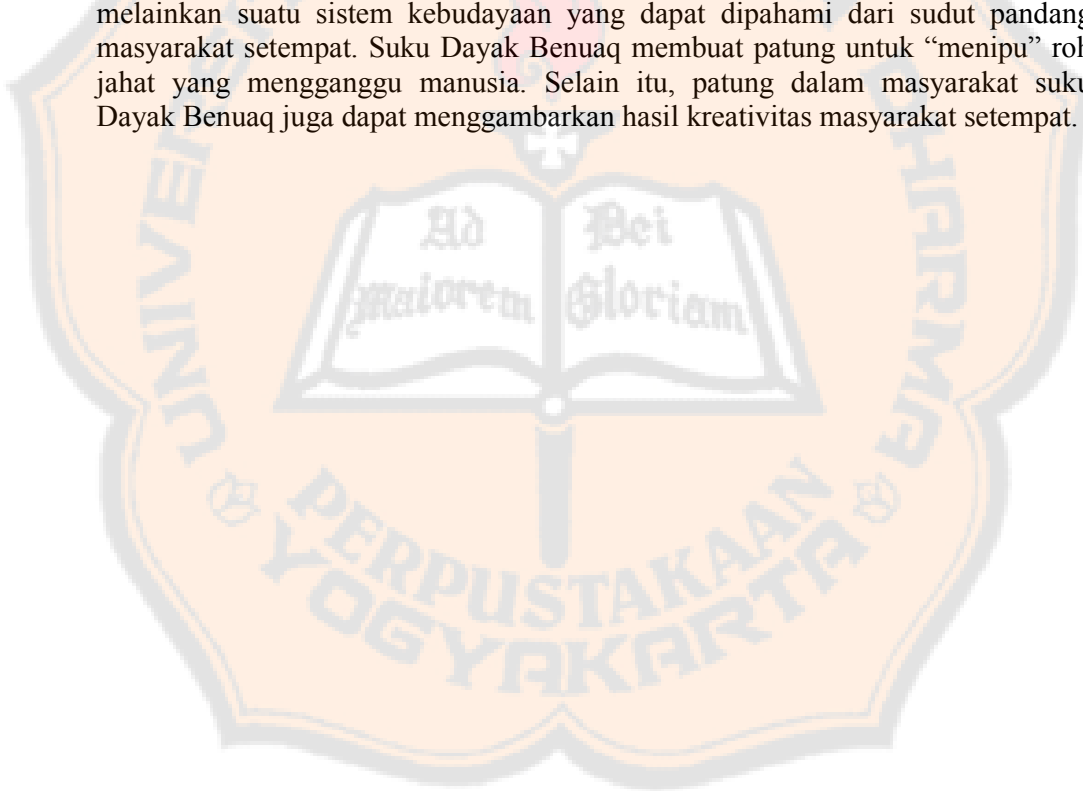 melainkan suatu sistem kebudayaan yang dapat dipahami dari sudut pandang
masyarakat setempat. Suku Dayak Benuaq membuat patung untuk “menipu” roh
jahat yang mengganggu manusia. Selain itu, patung dalam masyarakat suku
Dayak Benuaq juga dapat menggambarkan hasil kreativitas masyarakat setempat.
Ad Dei
Maiorem Gloriam
DHARMA
PERPUSTAKAAN
YOGYAKARTA